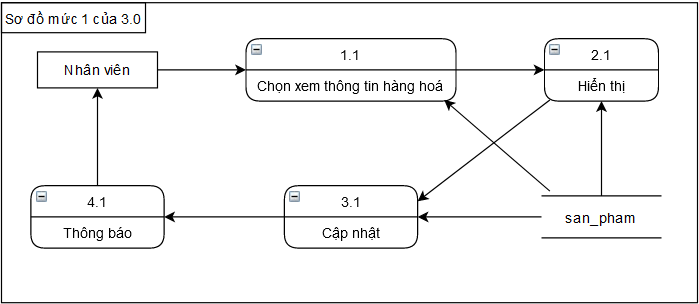 Sơ đồ mức 1 của 3.0
Nhân viên
1.1
Chọn xem thông tin hàng hoá
2.1
Hiển thị
4.1
Thông báo
3.1
Cập nhật
san_pham